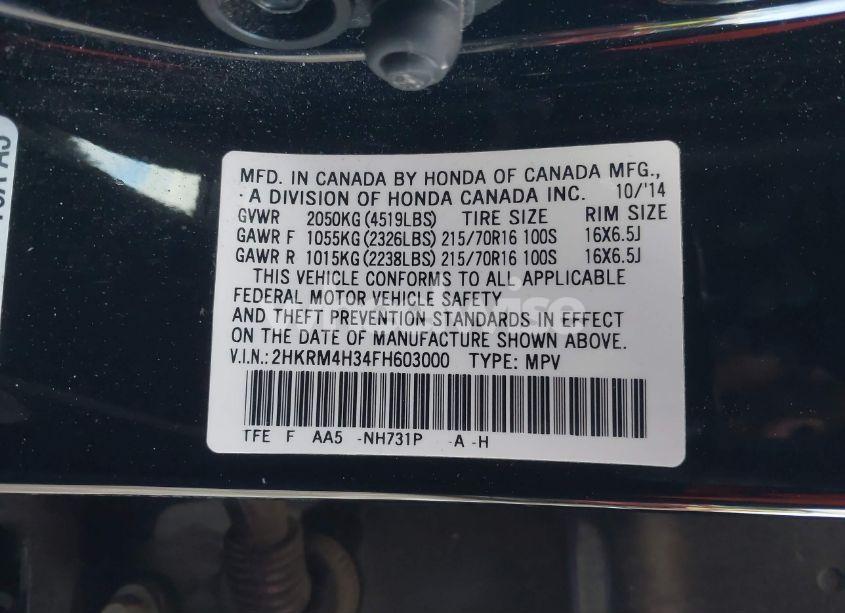 MFD. IN CANADA BY HONDA OF CANADA MFG.,
A DIVISION OF HONDA CANADA INC. 10/'14
GVWR 2050KG(4519LBS) TIRE SIZE RIM SIZE
GAWR F 1055KG(2326LBS) 215/70R16 100S 16X6.5J
GAWR R 1015KG(2238LBS) 215/70R16 100S 16X6.5J
THIS VEHICLE CONFORMS TO ALL APPLICABLE
FEDERAL MOTOR VEHICLE SAFETY
AND THEFT PREVENTION STANDARDS IN EFFECT
ON THE DATE OF MANUFACTURE SHOWN ABOVE.
V.I.N.: 2HKRM4H34FH603000 TYPE: MPV
TFE F AA5 -NH731P -A -H